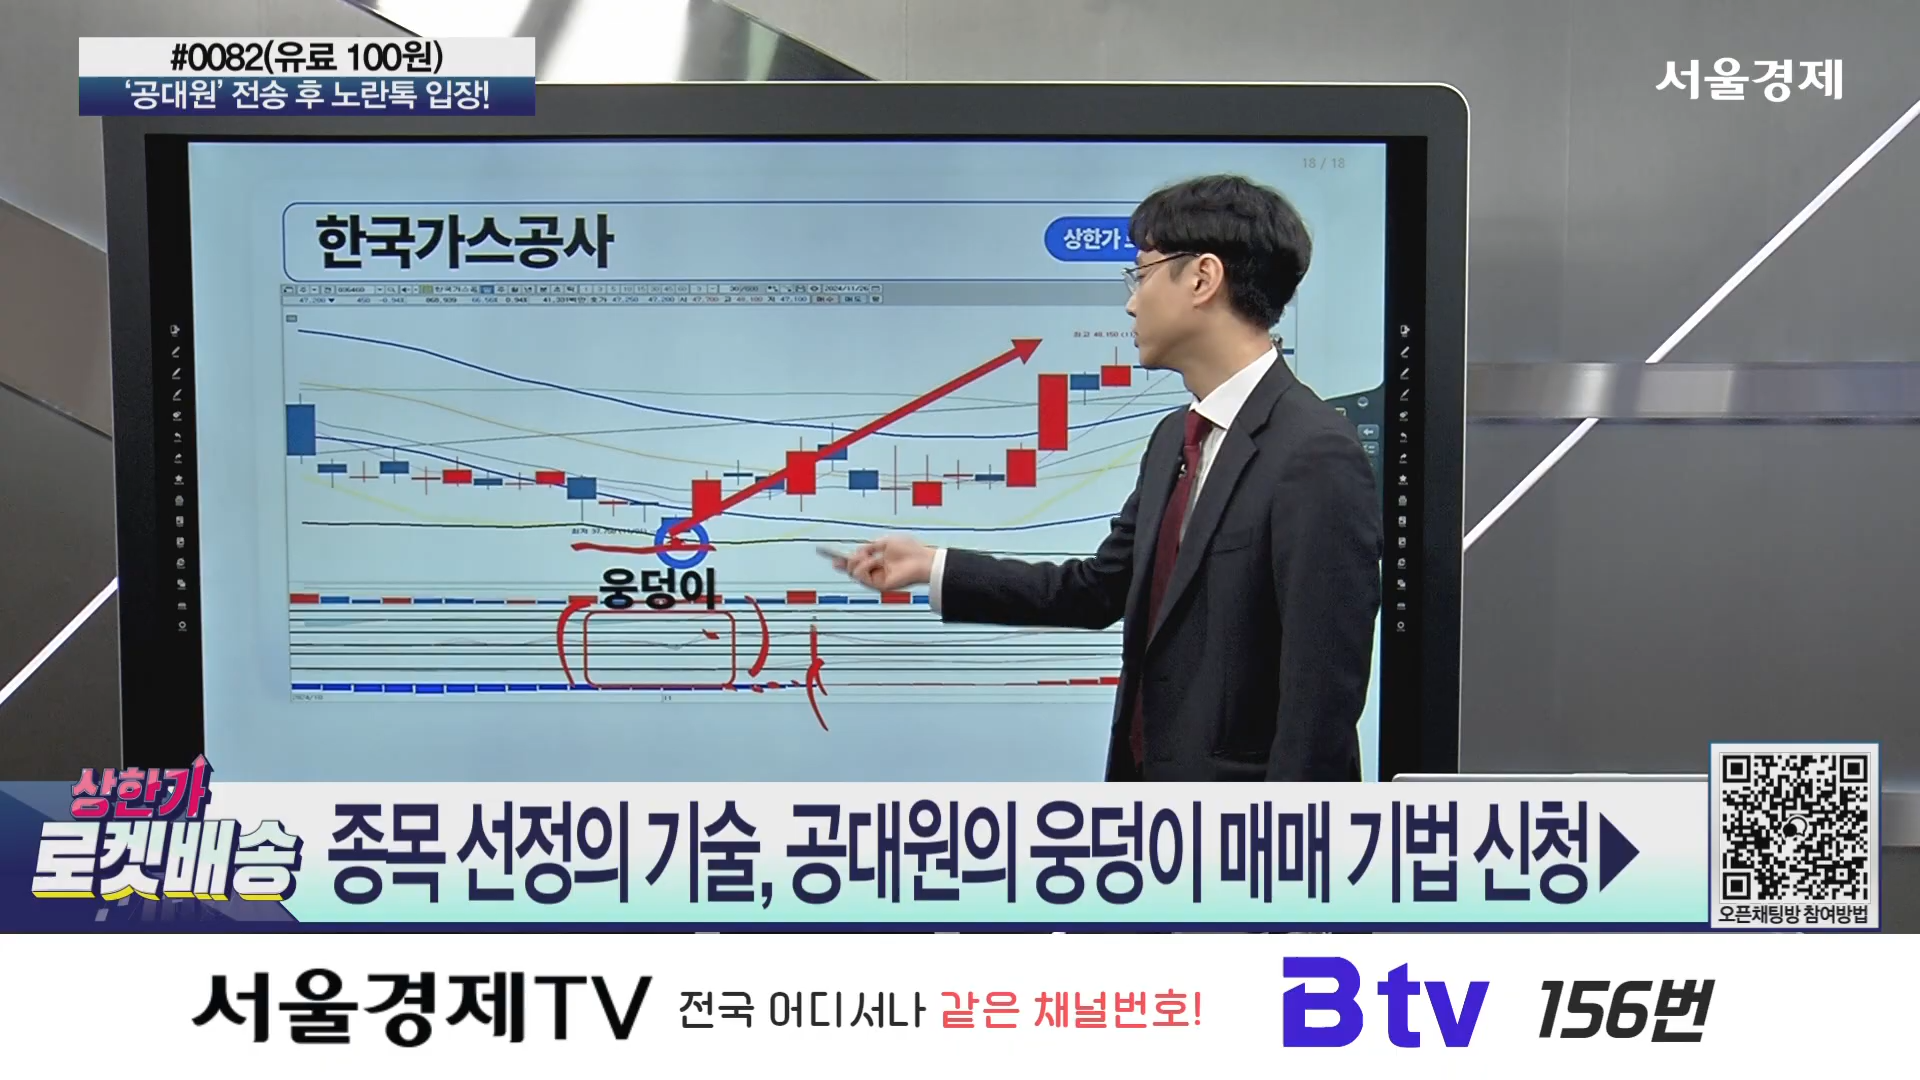 #0082(유료 100원)
‘공대원’ 전송 후 노란톡 입장!
서울경제
18 / 18
한국가스공사
상한가
웅덩이
상한가
로켓배송
종목 선정의 기술, 공대원의 웅덩이 매매 기법 신청▶
오픈채팅방 참여방법
서울경제TV 전국 어디서나 같은 채널번호! B tv 156번